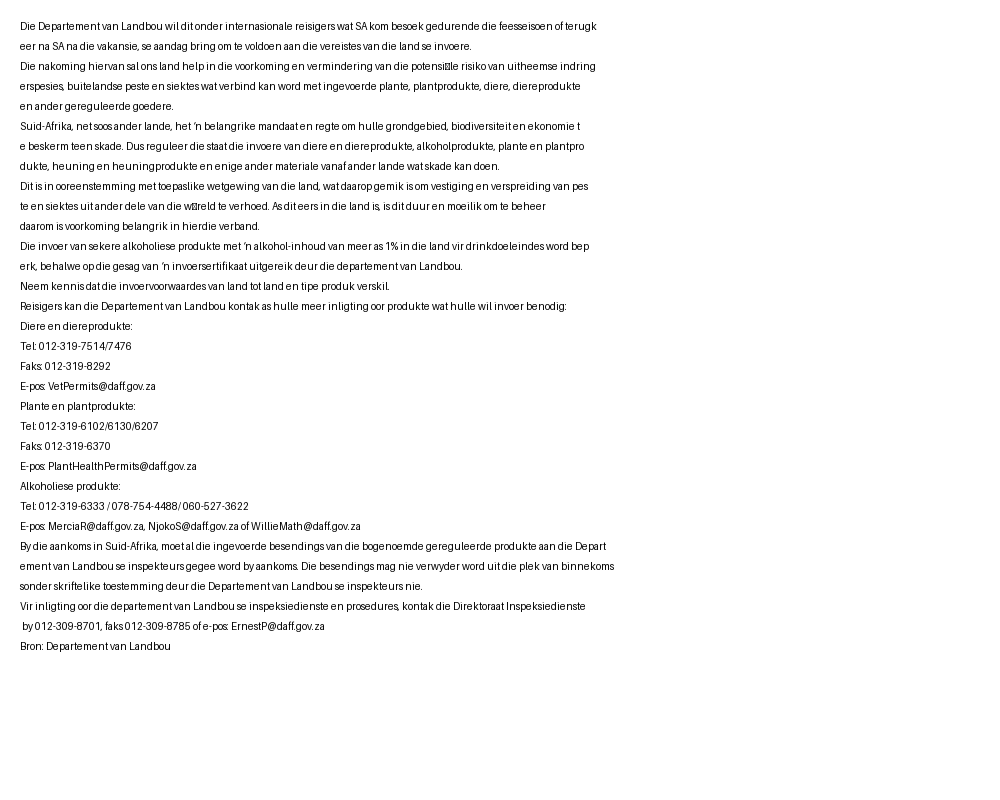 Die Departement van Landbou wil dit onder internasionale reisigers wat SA kom besoek gedurende die feesseisoen of terugk
eer na SA na die vakansie, se aandag bring om te voldoen aan die vereistes van die land se invoere.
Die nakoming hiervan sal ons land help in die voorkoming en vermindering van die potensi□le risiko van uitheemse indring
erspesies, buitelandse peste en siektes wat verbind kan word met ingevoerde plante, plantprodukte, diere, diereprodukte
en ander gereguleerde goedere.
Suid-Afrika, net soos ander lande, het ’n belangrike mandaat en regte om hulle grondgebied, biodiversiteit en ekonomie t
e beskerm teen skade. Dus reguleer die staat die invoere van diere en diereprodukte, alkoholprodukte, plante en plantpro
dukte, heuning en heuningprodukte en enige ander materiale vanaf ander lande wat skade kan doen.
Dit is in ooreenstemming met toepaslike wetgewing van die land, wat daarop gemik is om vestiging en verspreiding van pes
te en siektes uit ander dele van die w□reld te verhoed. As dit eers in die land is, is dit duur en moeilik om te beheer
daarom is voorkoming belangrik in hierdie verband.
Die invoer van sekere alkoholiese produkte met ’n alkohol-inhoud van meer as 1% in die land vir drinkdoeleindes word bep
erk, behalwe op die gesag van ’n invoersertifikaat uitgereik deur die departement van Landbou.
Neem kennis dat die invoervoorwaardes van land tot land en tipe produk verskil.
Reisigers kan die Departement van Landbou kontak as hulle meer inligting oor produkte wat hulle wil invoer benodig:
Diere en diereprodukte:
Tel: 012-319-7514/7476
Faks: 012-319-8292
E-pos: VetPermits@daff.gov.za
Plante en plantprodukte:
Tel: 012-319-6102/6130/6207
Faks: 012-319-6370
E-pos: PlantHealthPermits@daff.gov.za
Alkoholiese produkte:
Tel: 012-319-6333 / 078-754-4488/ 060-527-3622
E-pos: MerciaR@daff.gov.za, NjokoS@daff.gov.za of WillieMath@daff.gov.za
By die aankoms in Suid-Afrika, moet al die ingevoerde besendings van die bogenoemde gereguleerde produkte aan die Depart
ement van Landbou se inspekteurs gegee word by aankoms. Die besendings mag nie verwyder word uit die plek van binnekoms
sonder skriftelike toestemming deur die Departement van Landbou se inspekteurs nie.
Vir inligting oor die departement van Landbou se inspeksiedienste en prosedures, kontak die Direktoraat Inspeksiedienste
by 012-309-8701, faks 012-309-8785 of e-pos: ErnestP@daff.gov.za
Bron: Departement van Landbou